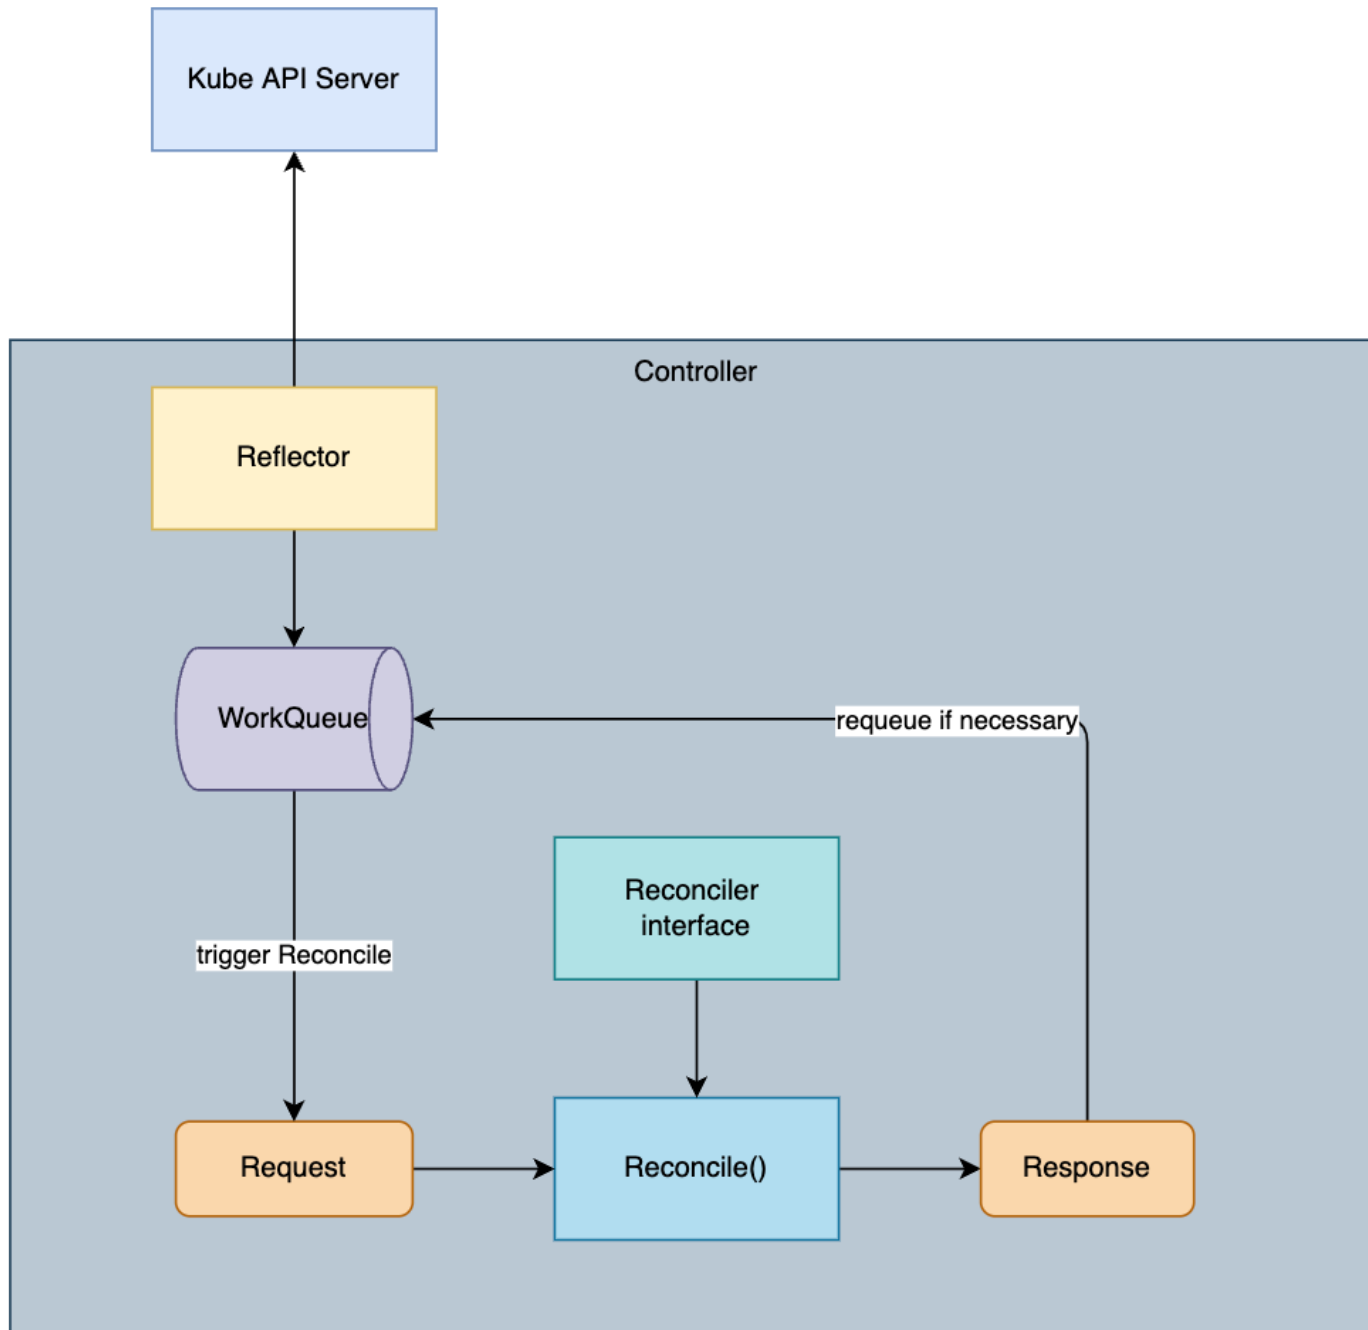 Kube API Server
Controller
Reflector
WorkQueue
requeue if necessary
Reconciler
interface
trigger Reconcile
Request
Reconcile()
Response